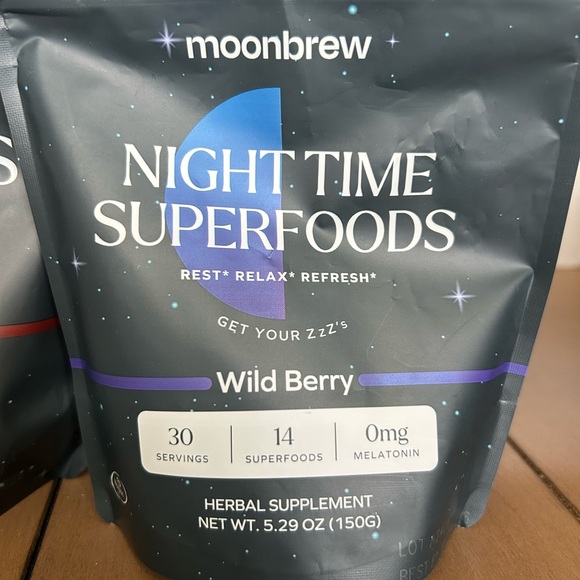 moonbrew
NIGHT TIME
SUPERFOODS
REST* RELAX* REFRESH*
GET YOUR ZzZ's
Wild Berry
30
SERVINGS
14
SUPERFOODS
0mg
MELATONIN
HERBAL SUPPLEMENT
NET WT. 5.29 OZ (150G)
LOT
S